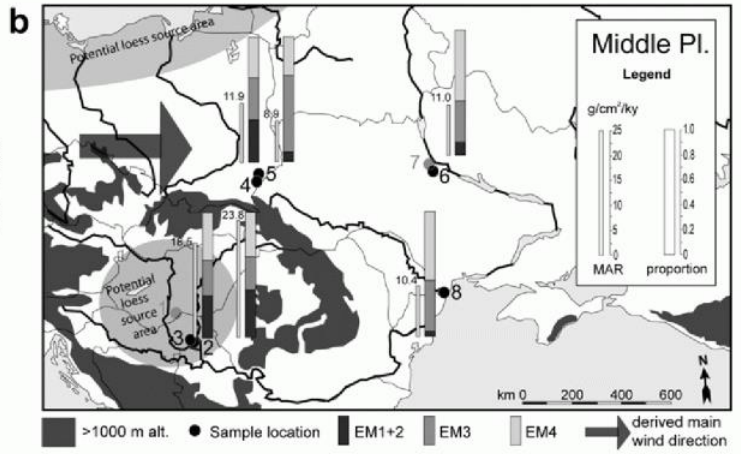 b
Potential loess source area
Middle Pl.
Legend
g/cm²/ky
25
20
15
10
5
0
MAR
1.0
0.8
0.6
0.4
0.2
0
proportion
11.9
8.9
11.0
7
6
5
4
18.5
23.8
10.4
8
Potential
loess
source
area
3
2
N
km 0 200 400 600
>1000 m alt.
Sample location
EM1+2
EM3
EM4
derived main
wind direction